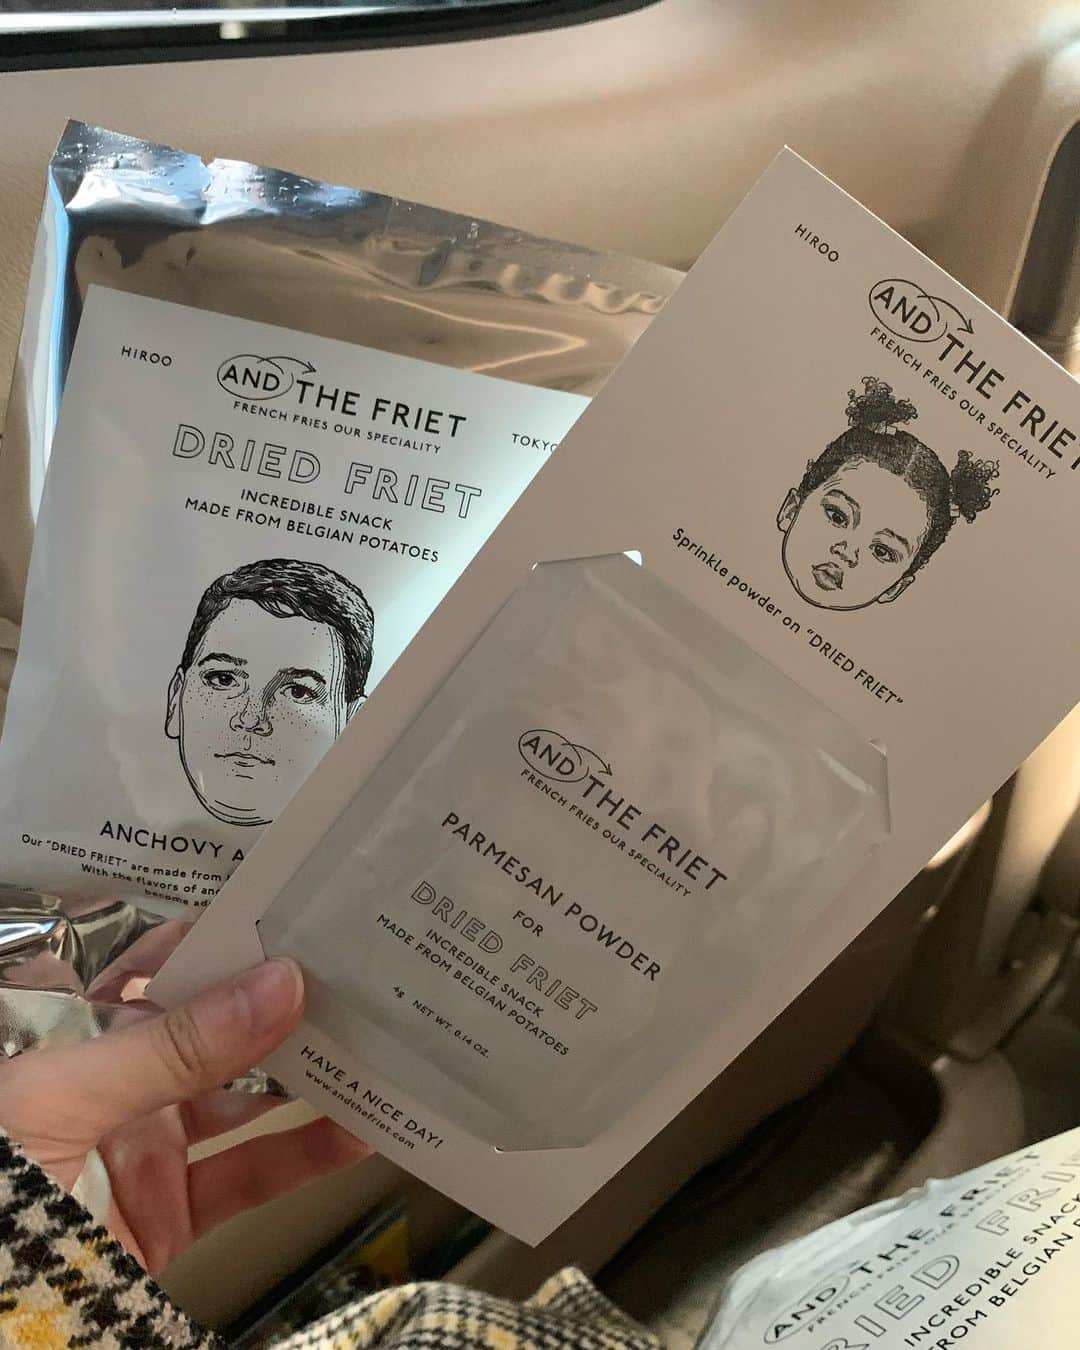 HIROO
AND THE FRIET
FRENCH FRIES OUR SPECIALITY
TOKYO
DRIED FRIET
INCREDIBLE SNACK
MADE FROM BELGIAN POTATOES
ANCHOVY
Our "DRIED FRIET" are made from
With the flavors of
become
HIROO
AND THE FRIET
FRENCH FRIES OUR SPECIALITY
Sprinkle powder on "DRIED FRIET"
AND THE FRIET
FRENCH FRIES OUR SPECIALITY
PARMESAN POWDER
FOR
DRIED FRIET
INCREDIBLE SNACK
MADE FROM BELGIAN POTATOES
4g NET WT. 0.14 OZ.
HAVE A NICE DAY!
www.andthefriet.com
AND THE FRIET
FRENCH FRIES OUR SPECIALITY
RIED FRI
INCREDIBLE SNACK
FROM BELGIAN